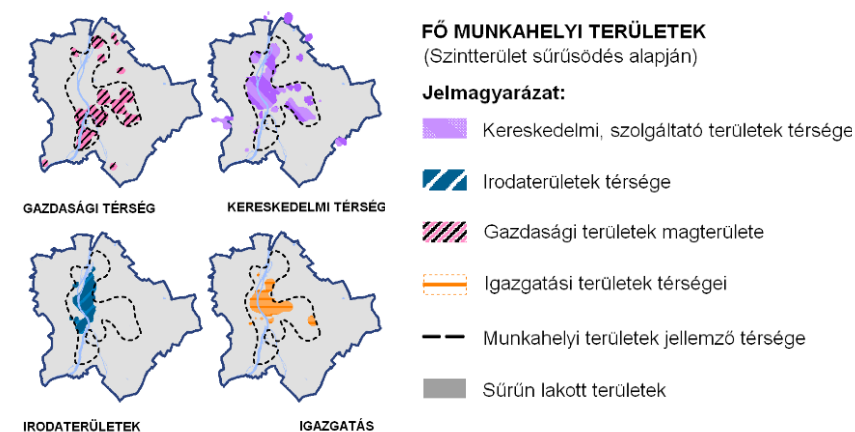 FŐ MUNKAHELYI TERÜLETEK
(Szintterület sűrűsödés alapján)
Jelmagyarázat:
Kereskedelmi, szolgáltató területek térsége
Irodaterületek térsége
Gazdasági területek magterülete
Igazgatási területek térségei
Munkahelyi területek jellemző térsége
Sűrűn lakott területek
GAZDASÁGI TÉRSÉG
KERESKEDELMI TÉRSÉG
IRODATERÜLETEK
IGAZGATÁS